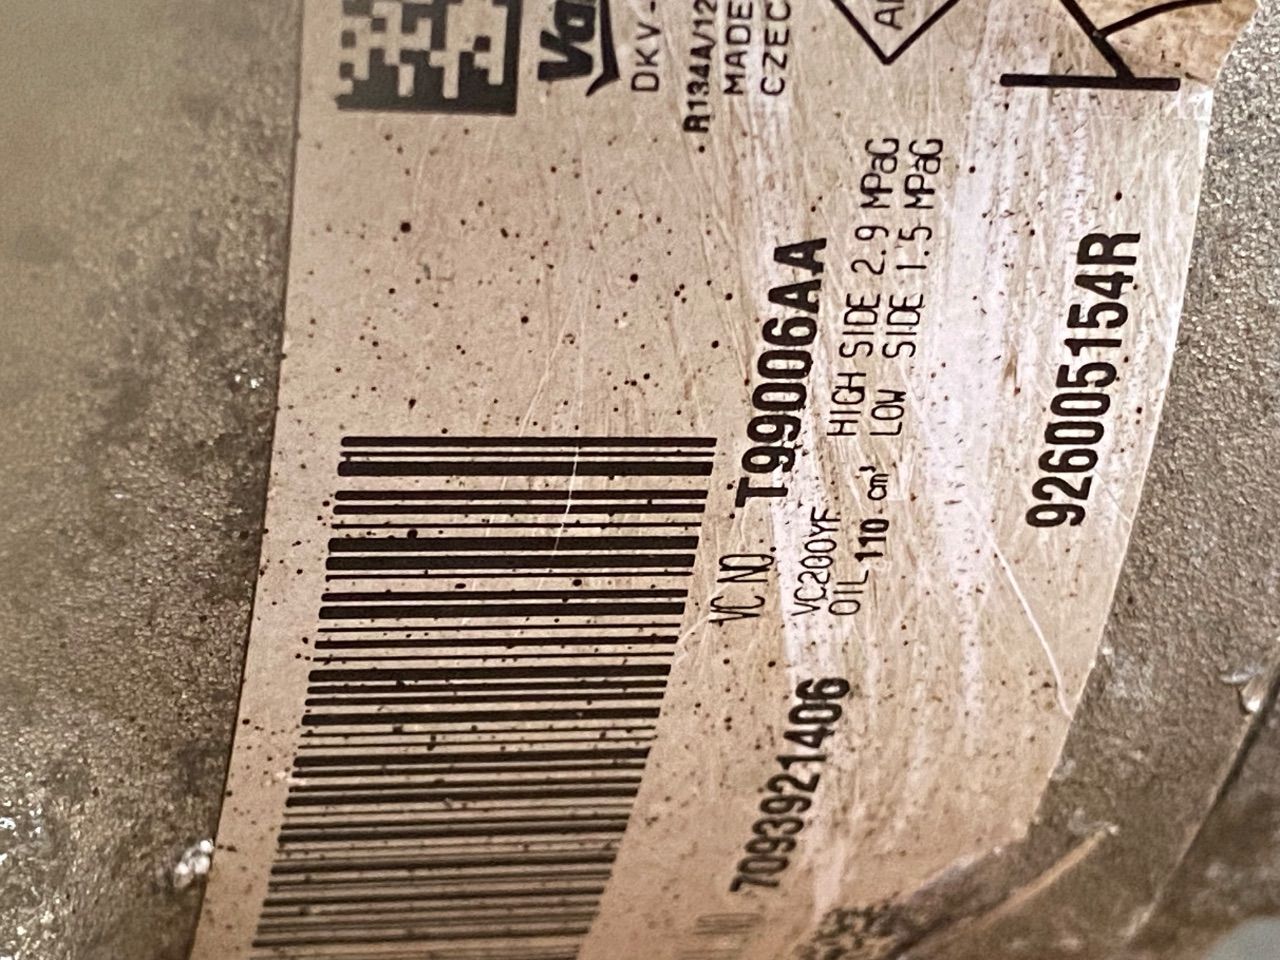 DKV-
R134A/12
MADE
CZEC
VC NO. T99006AA
VC200YF HIGH SIDE 2.9 MPaG
OIL 110 cm³ LOW SIDE 1.5 MPaG
7093921406
926005154R